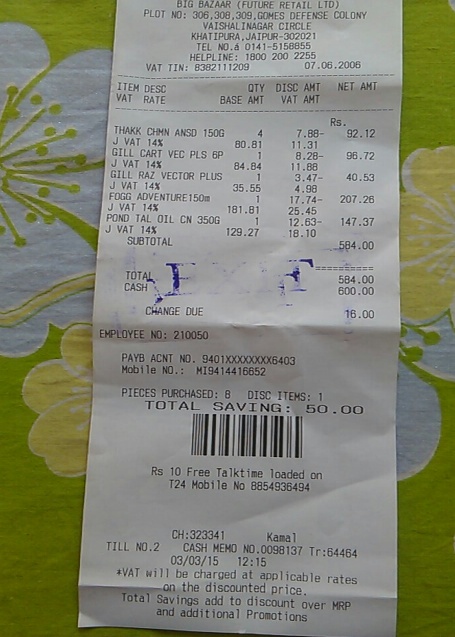 BIG BAZAAR (FUTURE RETAIL LTD)
PLOT NO: 306,308,309,GOMES DEFENSE COLONY
VAISHALINAGAR CIRCLE
KHATIPURA,JAIPUR-302021
TEL NO.á 0141-5158855
HELPLINE: 1800 200 2255
VAT TIN: 8382111209 07.06.2006
ITEM DESC QTY DISC AMT NET AMT
VAT RATE BASE AMT VAT AMT
Rs.
THAKK CHMN ANSD 150G 4 7.88- 92.12
J VAT 14% 80.81 11.31
GILL CART VEC PLS 6P 1 8.28- 96.72
J VAT 14% 84.84 11.88
GILL RAZ VECTOR PLUS 1 3.47- 40.53
J VAT 14% 35.55 4.98
FOGG ADVENTURE150m 1 17.74- 207.26
J VAT 14% 181.81 25.45
POND TAL OIL CN 350G 1 12.63- 147.37
J VAT 14% 129.27 18.10
SUBTOTAL 584.00
TOTAL 584.00
CASH 600.00
CHANGE DUE 16.00
EMPLOYEE NO: 210050
PAYB ACNT NO. 9401XXXXXXXX6403
Mobile NO.: MI9414416652
PIECES PURCHASED: 8 DISC ITEMS: 1
TOTAL SAVING: 50.00
Rs 10 Free Talktime loaded on
T24 Mobile No 8854936494
CH:323341 Kamal
TILL NO.2 CASH MEMO NO.0098137 Tr:64464
03/03/15 12:15
*VAT will be charged at applicable rates
on the discounted price.
Total Savings add to discount over MRP
and additional Promotions